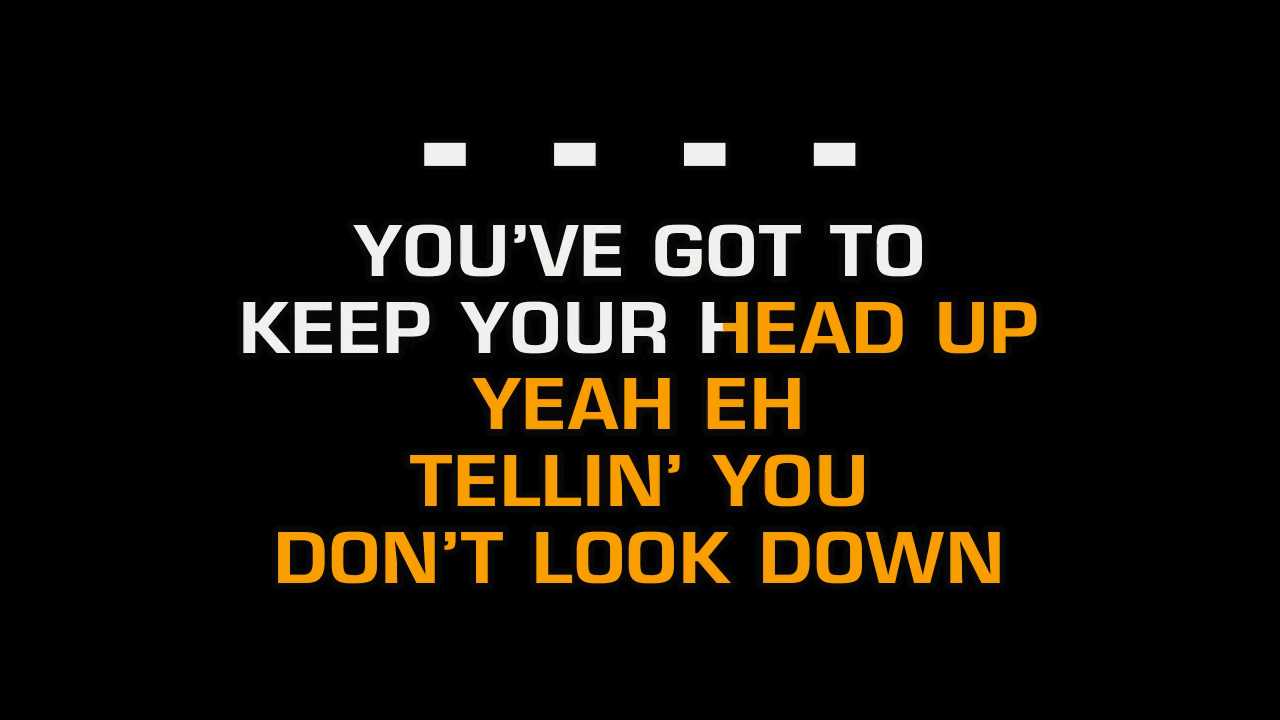 - - - -
YOU’VE GOT TO
KEEP YOUR HEAD UP
YEAH EH
TELLIN’ YOU
DON’T LOOK DOWN